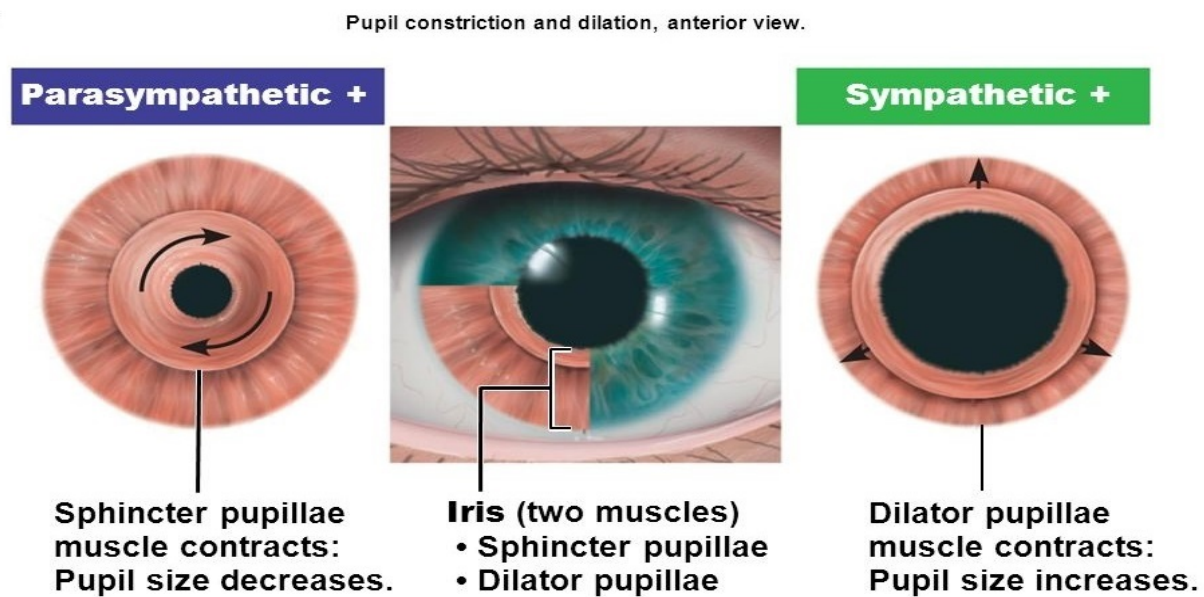 Pupil constriction and dilation, anterior view.
Parasympathetic +
Sympathetic +
Sphincter pupillae
muscle contracts:
Pupil size decreases.
Iris (two muscles)
• Sphincter pupillae
• Dilator pupillae
Dilator pupillae
muscle contracts:
Pupil size increases.